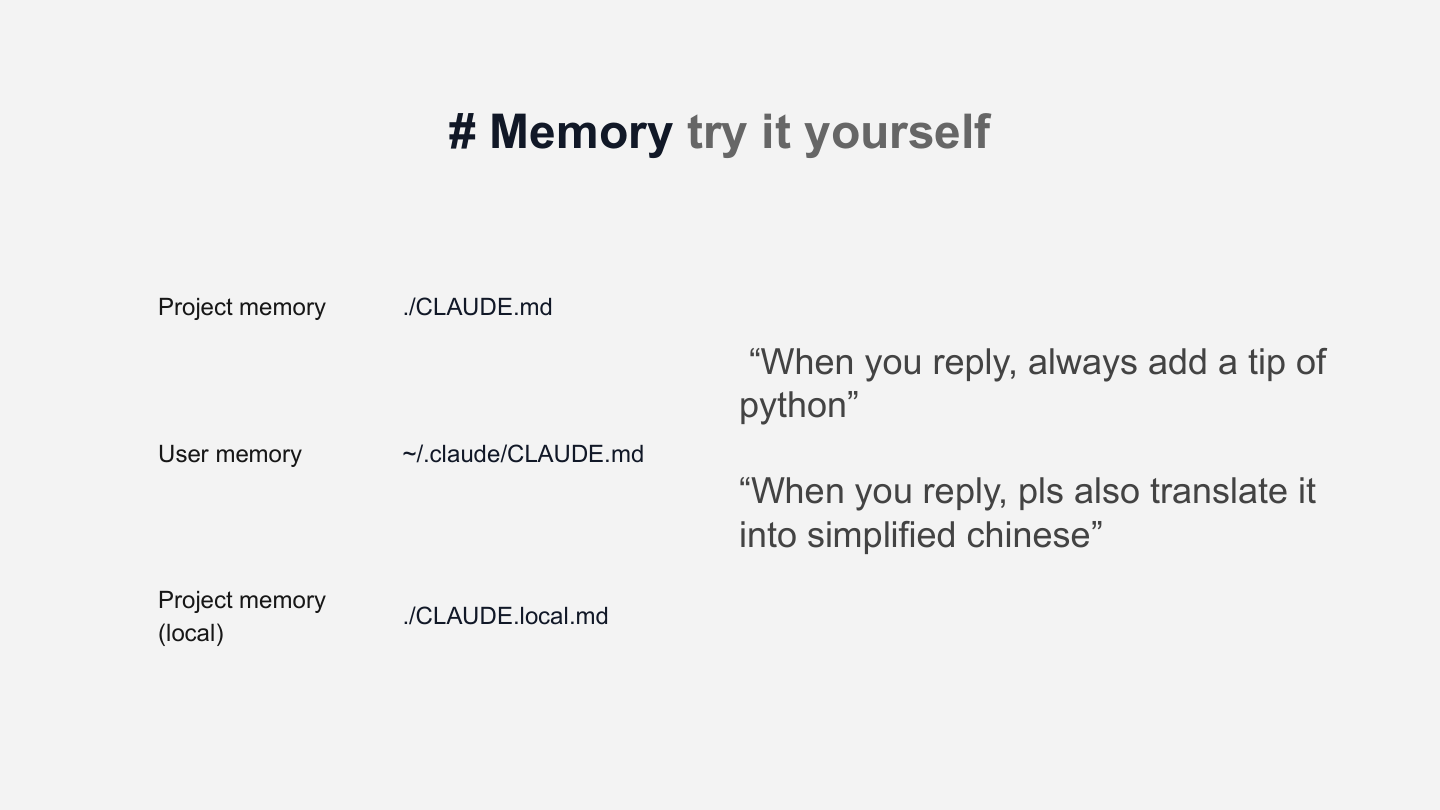 # Memory try it yourself
Project memory
./CLAUDE.md
User memory
~/.claude/CLAUDE.md
Project memory
(local)
./CLAUDE.local.md
“When you reply, always add a tip of
python”
“When you reply, pls also translate it
into simplified chinese”